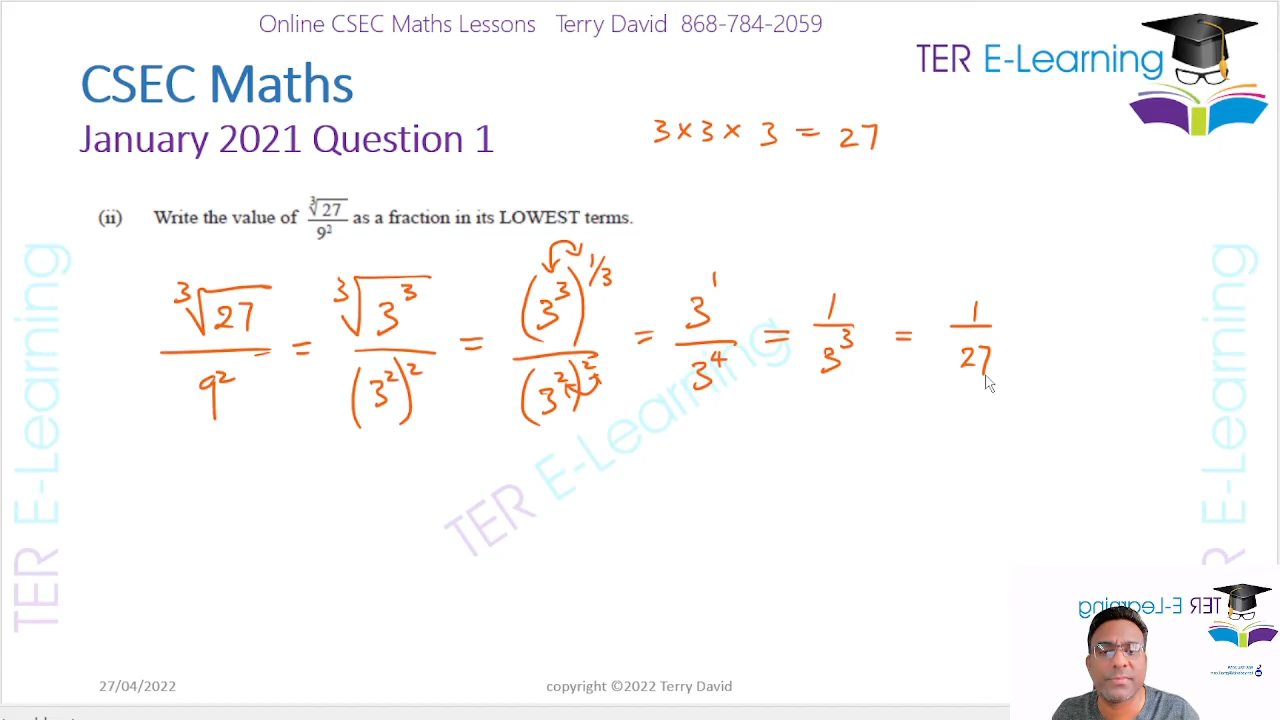 Online CSEC Maths Lessons Terry David 868-784-2059
TER E-Learning
CSEC Maths
January 2021 Question 1
3 × 3 × 3 = 27
(ii) Write the value of ∛27 / 9² as a fraction in its LOWEST terms.
∛27 / 9² = ∛3³ / (3²)² = (3³)^1/3 / (3²)² = 3¹ / 3⁴ = 1 / 3³ = 1 / 27
TER E-Learning
TER E-Learning
TER E-Learning
TER E-Learning
27/04/2022
copyright ©2022 Terry David